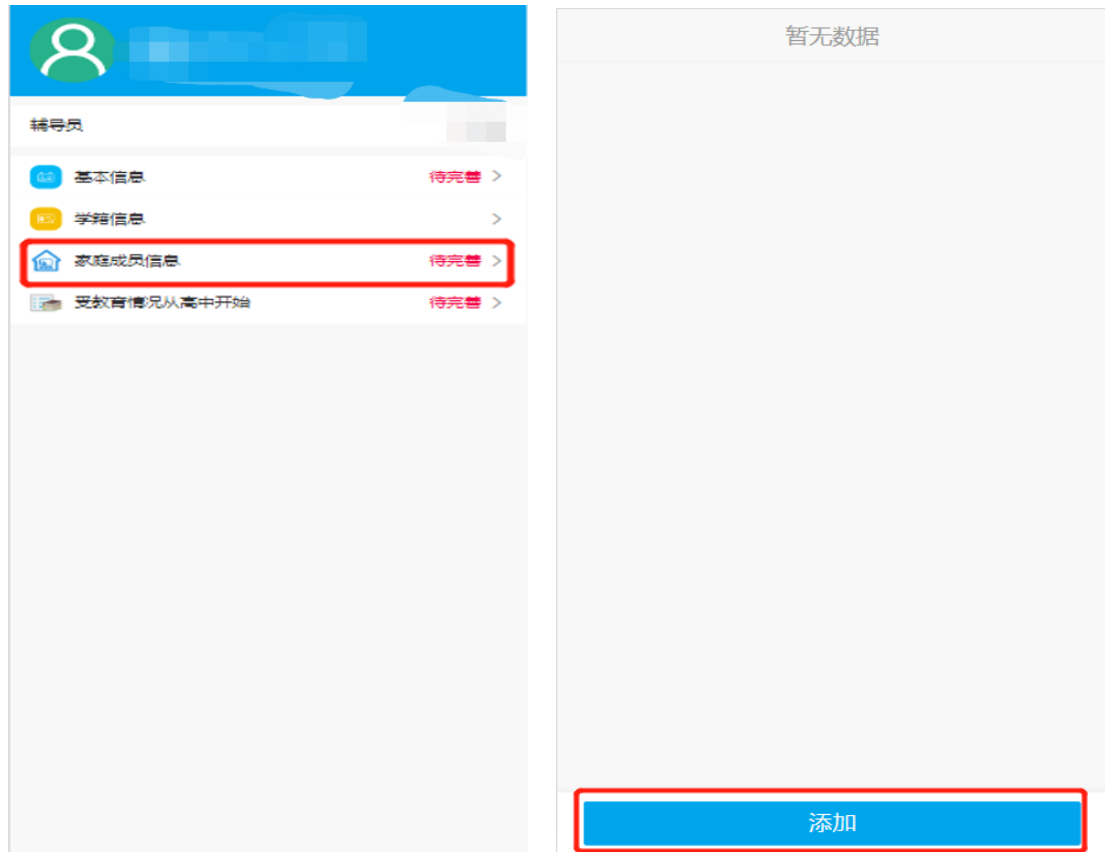 辅导员
基本信息 待完善
学籍信息
家庭成员信息 待完善
受教育情况从高中开始 待完善
暂无数据
添加